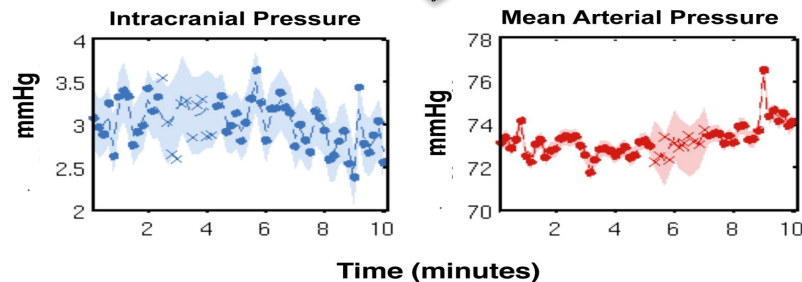 Intracranial Pressure
mmHg
4
3.5
3
2.5
2
2 4 6 8 10
Mean Arterial Pressure
mmHg
78
76
74
72
70
2 4 6 8 10
Time (minutes)